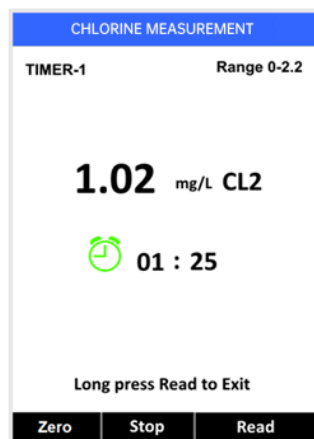 CHLORINE MEASUREMENT
TIMER-1 Range 0-2.2
1.02 mg/L CL2
01 : 25
Long press Read to Exit
Zero Stop Read